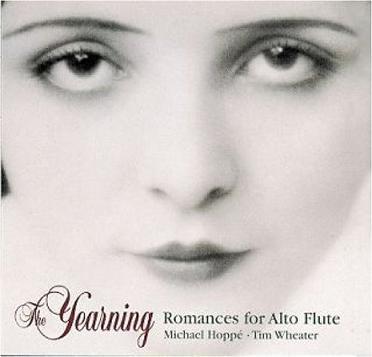 The Yearning
Romances for Alto Flute
Michael Hoppé · Tim Wheater